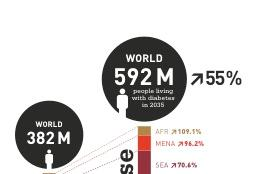 WORLD
592 M
people living
with diabetes
in 2035
↗55%
WORLD
382 M
AFR ↗109.1%
MENA ↗96.2%
SEA ↗70.6%
se